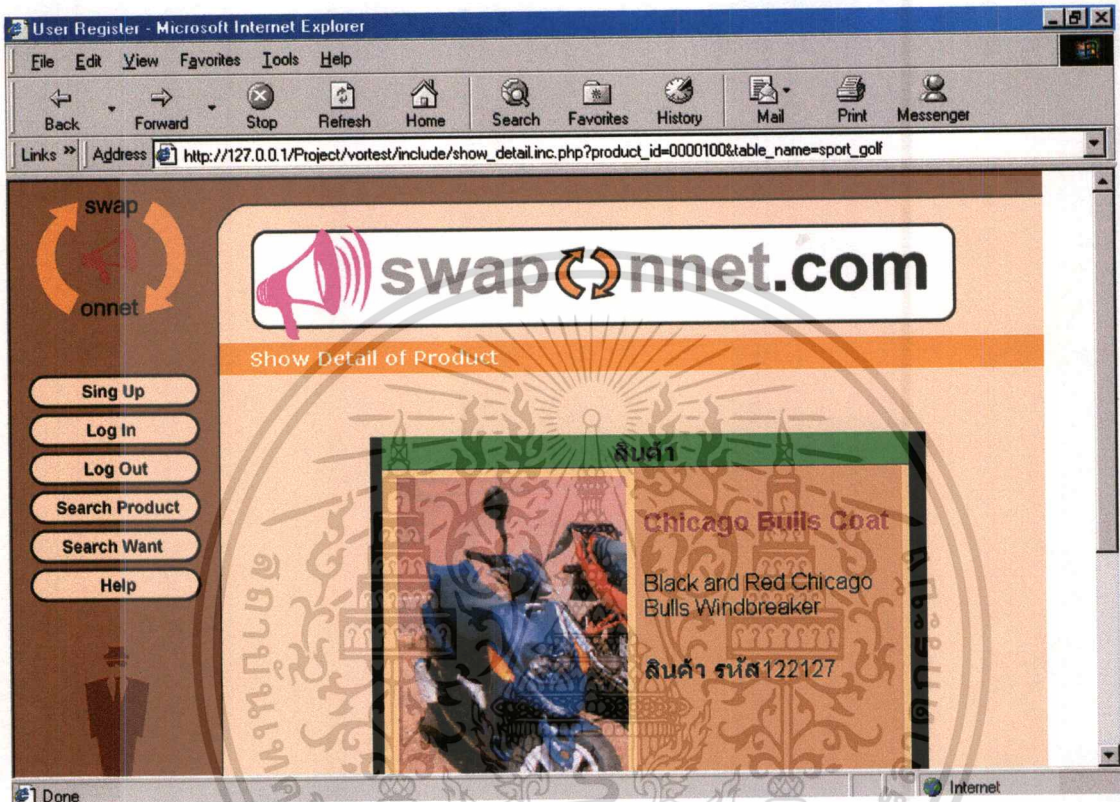 User Register - Microsoft Internet Explorer
File Edit View Favorites Tools Help
Back Forward Stop Refresh Home Search Favorites History Mail Print Messenger
Links » Address http://127.0.0.1/Project/vortest/include/show_detail.inc.php?product_id=0000100&table_name=sport_golf
swap
onnet
swap nnet.com
Show Detail of Product
Sing Up
Log In
Log Out
Search Product
Search Want
Help
สินค้า
Chicago Bulls Coat
Black and Red Chicago
Bulls Windbreaker
สินค้า รหัส122127
Done Internet